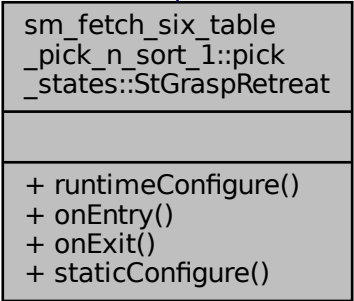 sm_fetch_six_table
_pick_n_sort_1::pick
_states::StGraspRetreat
+ runtimeConfigure()
+ onEntry()
+ onExit()
+ staticConfigure()